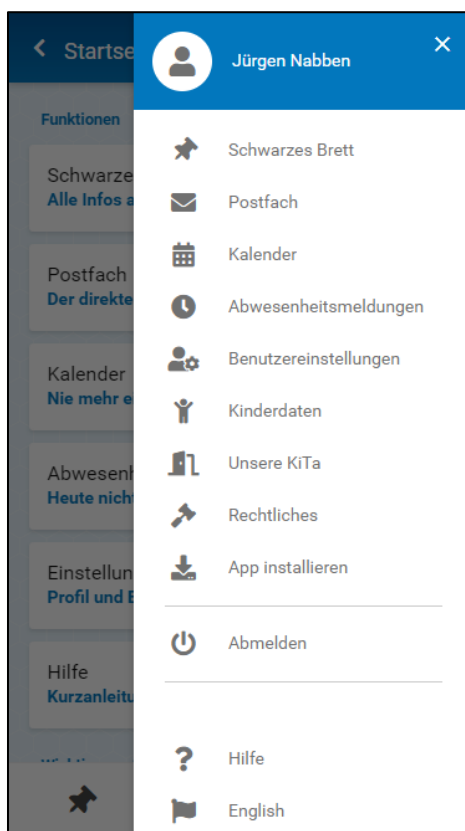 Startse
Jürgen Nabben
Funktionen
Schwarze
Alle Infos a
Postfach
Der direkte
Kalender
Nie mehr e
Abwesenh
Heute nich
Einstellun
Profil und E
Hilfe
Kurzanleitu
Schwarzes Brett
Postfach
Kalender
Abwesenheitsmeldungen
Benutzereinstellungen
Kinderdaten
Unsere KiTa
Rechtliches
App installieren
Abmelden
Hilfe
English